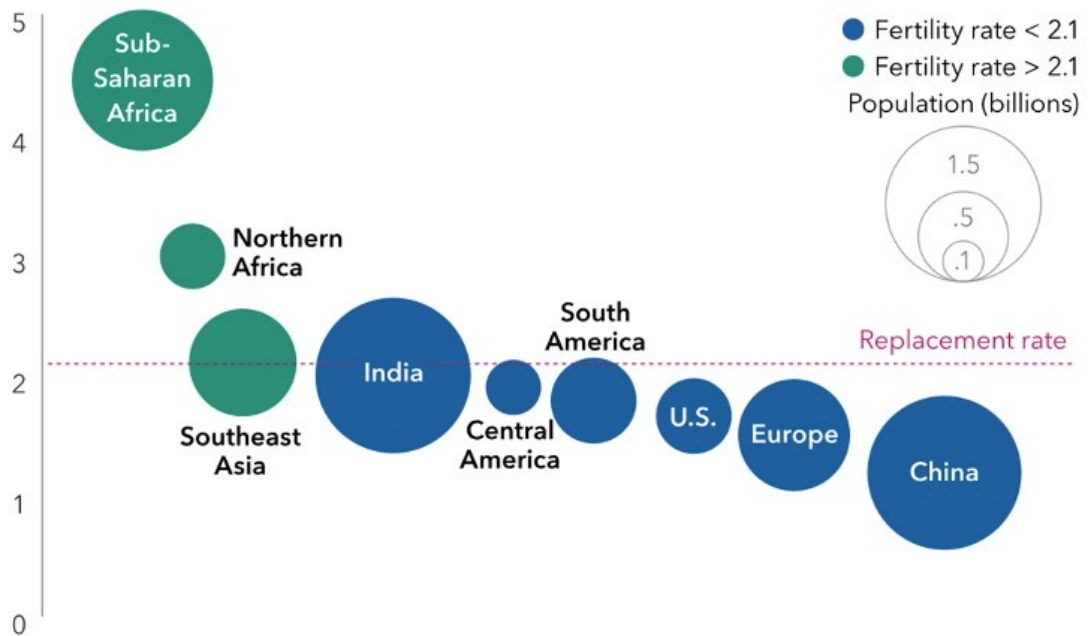 5
4
3
2
1
0
Sub-
Saharan
Africa
Northern
Africa
Southeast
Asia
India
Central
America
South
America
U.S.
Europe
China
Fertility rate < 2.1
Fertility rate > 2.1
Population (billions)
1.5
.5
.1
Replacement rate